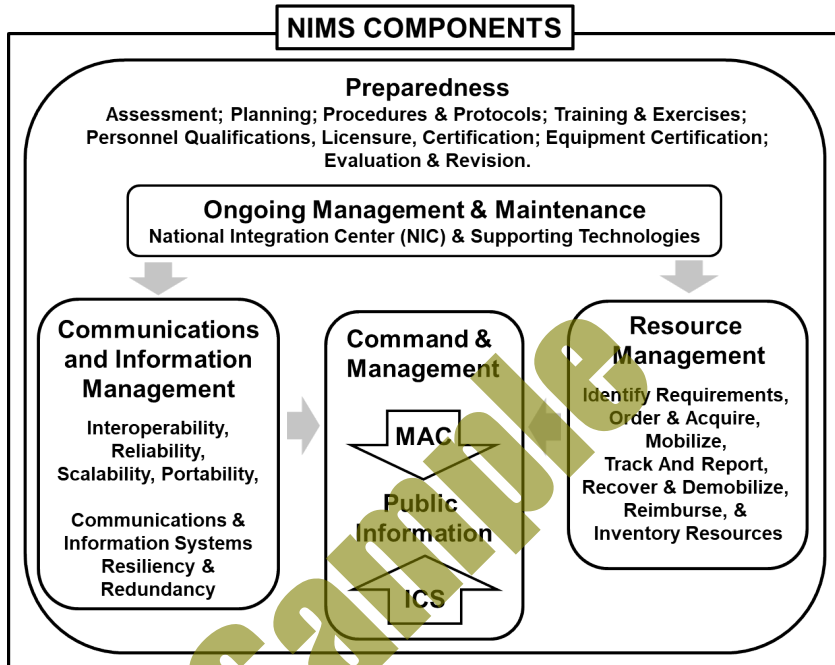 NIMS COMPONENTS
Preparedness
Assessment; Planning; Procedures & Protocols; Training & Exercises;
Personnel Qualifications, Licensure, Certification; Equipment Certification;
Evaluation & Revision.
Ongoing Management & Maintenance
National Integration Center (NIC) & Supporting Technologies
Communications
and Information
Management
Interoperability,
Reliability,
Scalability, Portability,
Communications &
Information Systems
Resiliency &
Redundancy
Command &
Management
MAC
Public
Information
ICS
Resource
Management
Identify Requirements,
Order & Acquire,
Mobilize,
Track And Report,
Recover & Demobilize,
Reimburse, &
Inventory Resources
Sample